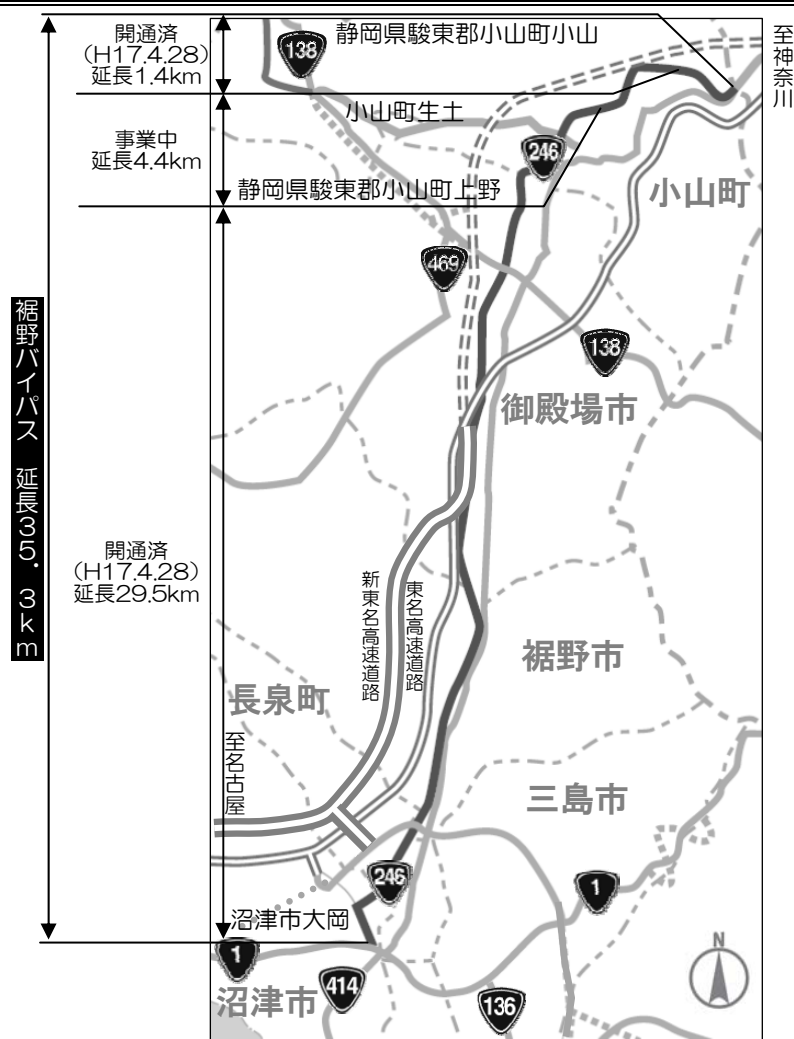 開通済
（H17.4.28）
延長1.4km
138
静岡県駿東郡小山町小山
至神奈川
小山町生土
事業中
延長4.4km
246
静岡県駿東郡小山町上野
小山町
469
138
御殿場市
裾野バイパス　延長35．3km
開通済
（H17.4.28）
延長29.5km
新東名高速道路
東名高速道路
裾野市
長泉町
至名古屋
三島市
246
1
沼津市大岡
1
N
沼津市
414
136